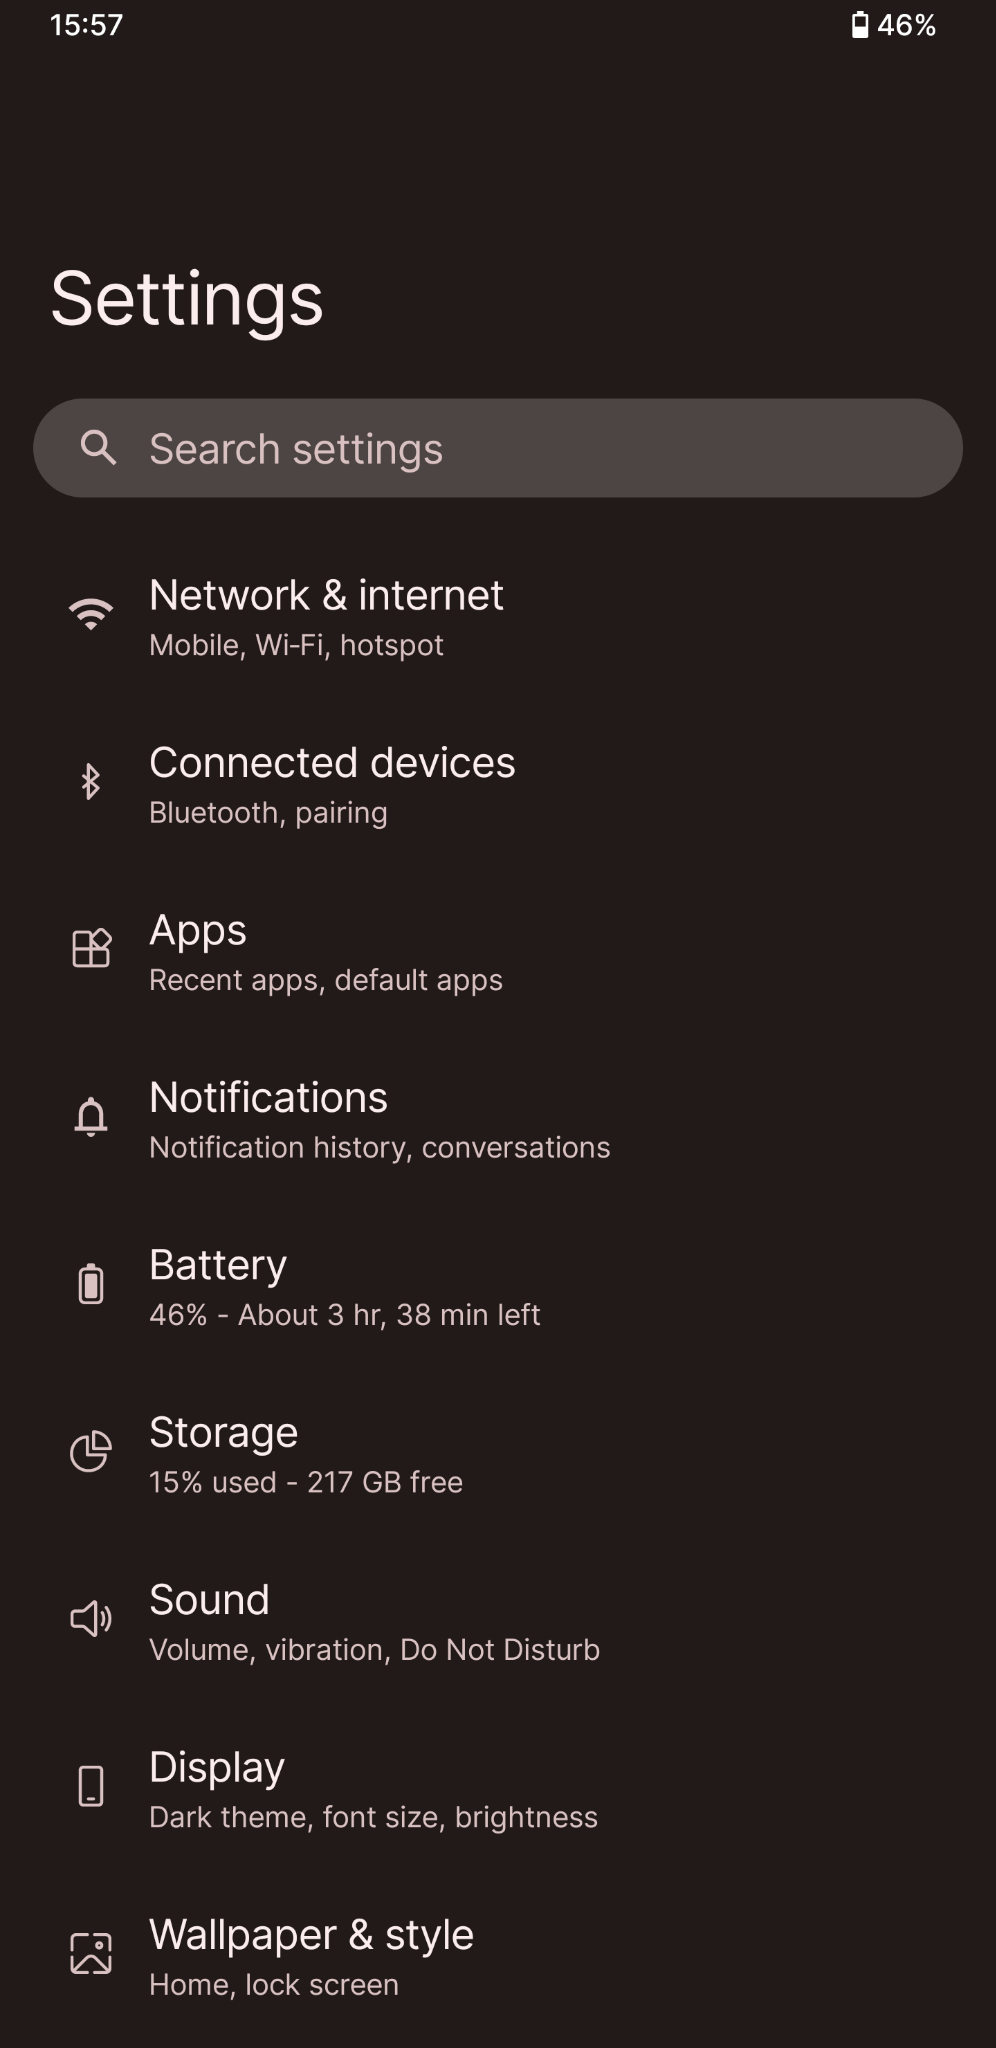 15:57
46%
Settings
Search settings
Network & internet
Mobile, Wi-Fi, hotspot
Connected devices
Bluetooth, pairing
Apps
Recent apps, default apps
Notifications
Notification history, conversations
Battery
46% - About 3 hr, 38 min left
Storage
15% used - 217 GB free
Sound
Volume, vibration, Do Not Disturb
Display
Dark theme, font size, brightness
Wallpaper & style
Home, lock screen